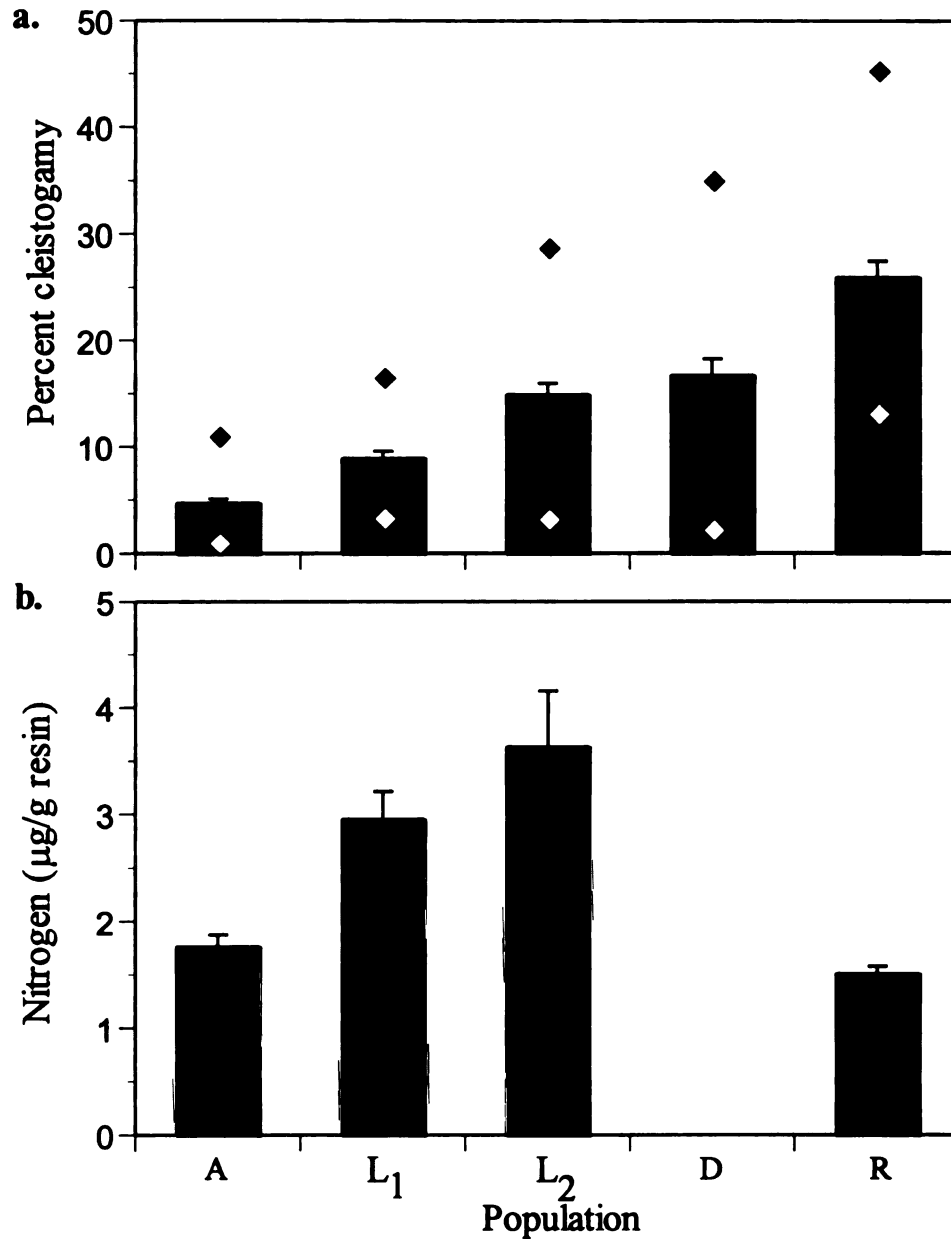 a.
50
40
30
20
10
0
Percent cleistogamy
b.
5
4
3
2
1
0
Nitrogen (µg/g resin)
A L1 L2 D R
Population